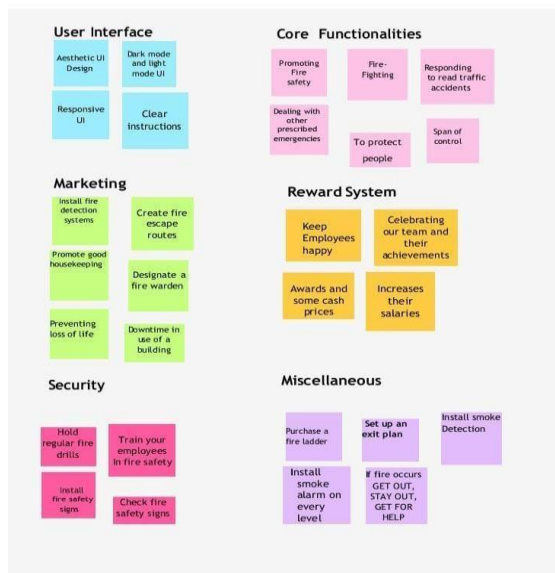 User Interface
Aesthetic UI
Design
Dark mode
and light
mode UI
Responsive
UI
Clear
instructions
Core Functionalities
Promoting
Fire
safety
Fire-
Fighting
Responding
to read traffic
accidents
Dealing with
other
prescribed
emergencies
To protect
people
Span of
control
Marketing
Install fire
detection
systems
Create fire
escape
routes
Promote good
housekeeping
Designate a
fire warden
Preventing
loss of life
Downtime in
use of a
building
Reward System
Keep
Employees
happy
Celebrating
our team and
their
achievements
Awards and
some cash
prices
Increases
their
salaries
Security
Hold
regular fire
drills
Train your
employees
In fire safety
Install
fire safety
signs
Check fire
safety signs
Miscellaneous
Purchase a
fire ladder
Set up an
exit plan
Install smoke
Detection
Install
smoke
alarm on
every
level
If fire occurs
GET OUT,
STAY OUT,
GET FOR
HELP